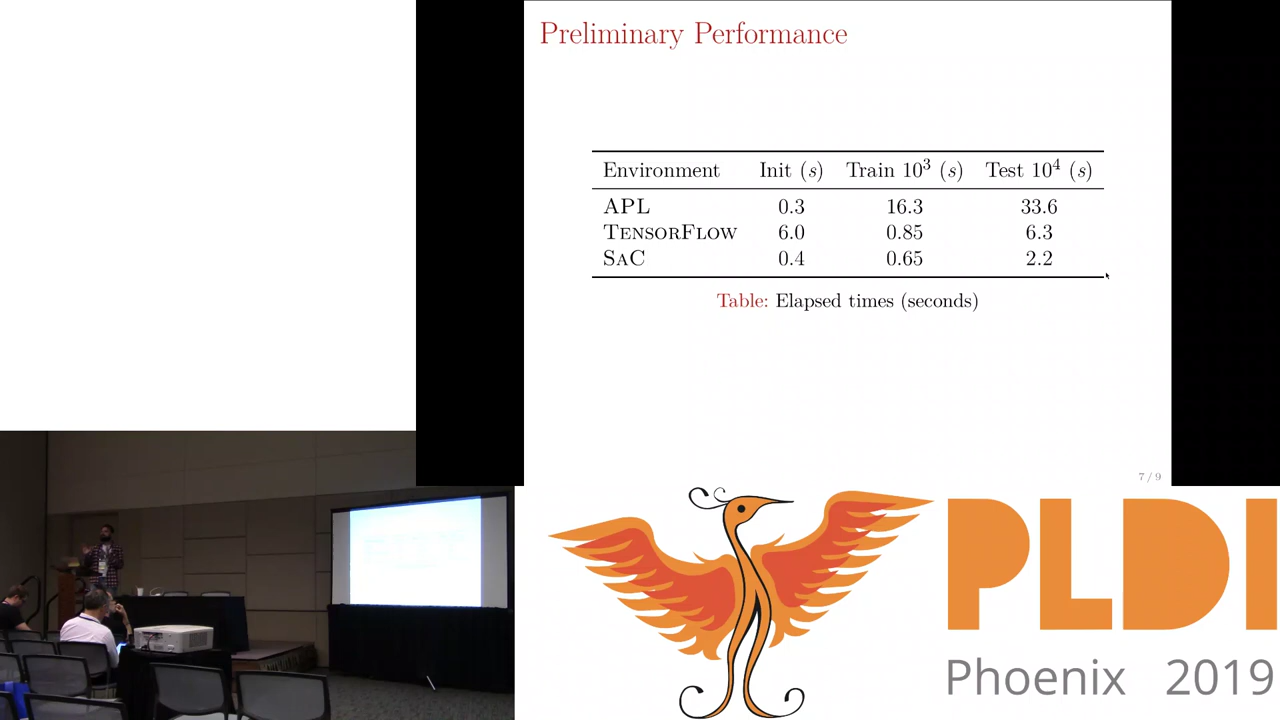 Preliminary Performance
Environment Init (s) Train 10³ (s) Test 10⁴ (s)
APL 0.3 16.3 33.6
TENSORFLOW 6.0 0.85 6.3
SAC 0.4 0.65 2.2
Table: Elapsed times (seconds)
7 / 9
PLDI
Phoenix 2019